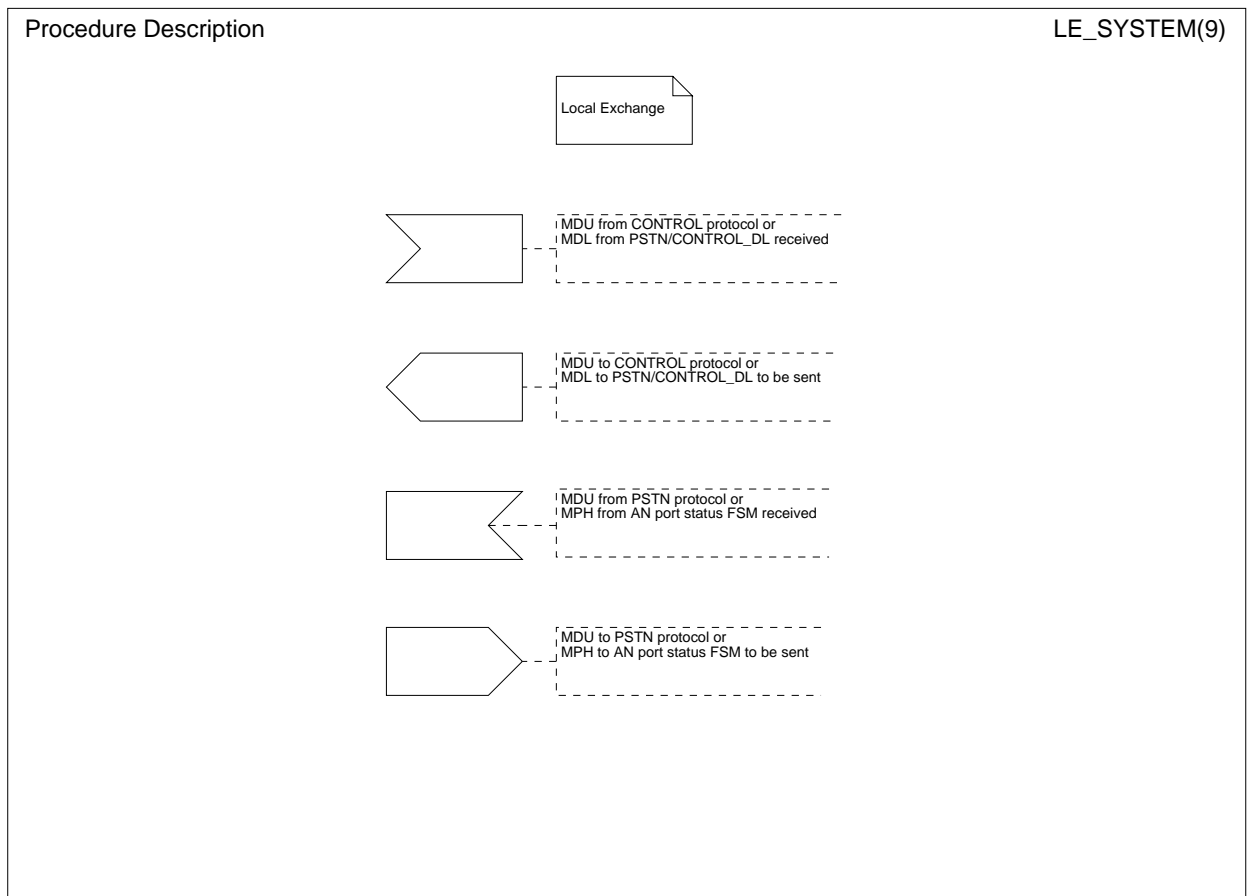 Procedure Description
LE_SYSTEM(9)
Local Exchange
MDU from CONTROL protocol or
MDL from PSTN/CONTROL_DL received
MDU to CONTROL protocol or
MDL to PSTN/CONTROL_DL to be sent
MDU from PSTN protocol or
MPH from AN port status FSM received
MDU to PSTN protocol or
MPH to AN port status FSM to be sent